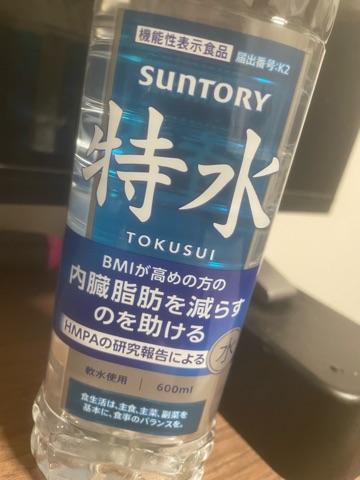 機能性表示食品 届出番号:K2
SUNTORY
特水
TOKUSUI
BMIが高めの方の
内臓脂肪を減らす
のを助ける
HMPAの研究報告による
水
軟水使用 600ml
食生活は、主食、主菜、副菜を
基本に、食事のバランスを。